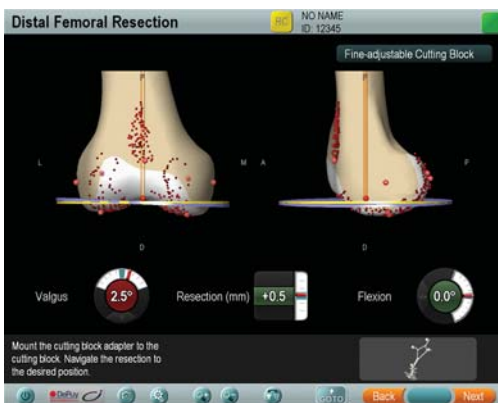 Distal Femoral Resection
RC
NO NAME
ID: 12345
Fine-adjustable Cutting Block
P
P
L
M
A
P
D
D
Valgus
2.5°
Resection (mm)
+0.5
Flexion
0.0°
Mount the cutting block adapter to the
cutting block. Navigate the resection to
the desired position.
DePuy
GOTO
Back
Next